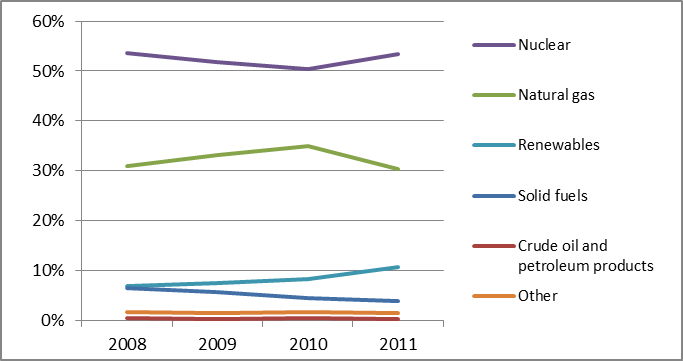 60%
50%
40%
30%
20%
10%
0%
2008 2009 2010 2011
Nuclear
Natural gas
Renewables
Solid fuels
Crude oil and
petroleum products
Other